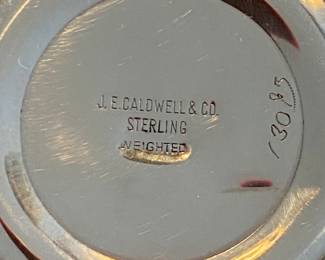 J.E.CALDWELL & CO.
STERLING
WEIGHTED
13085